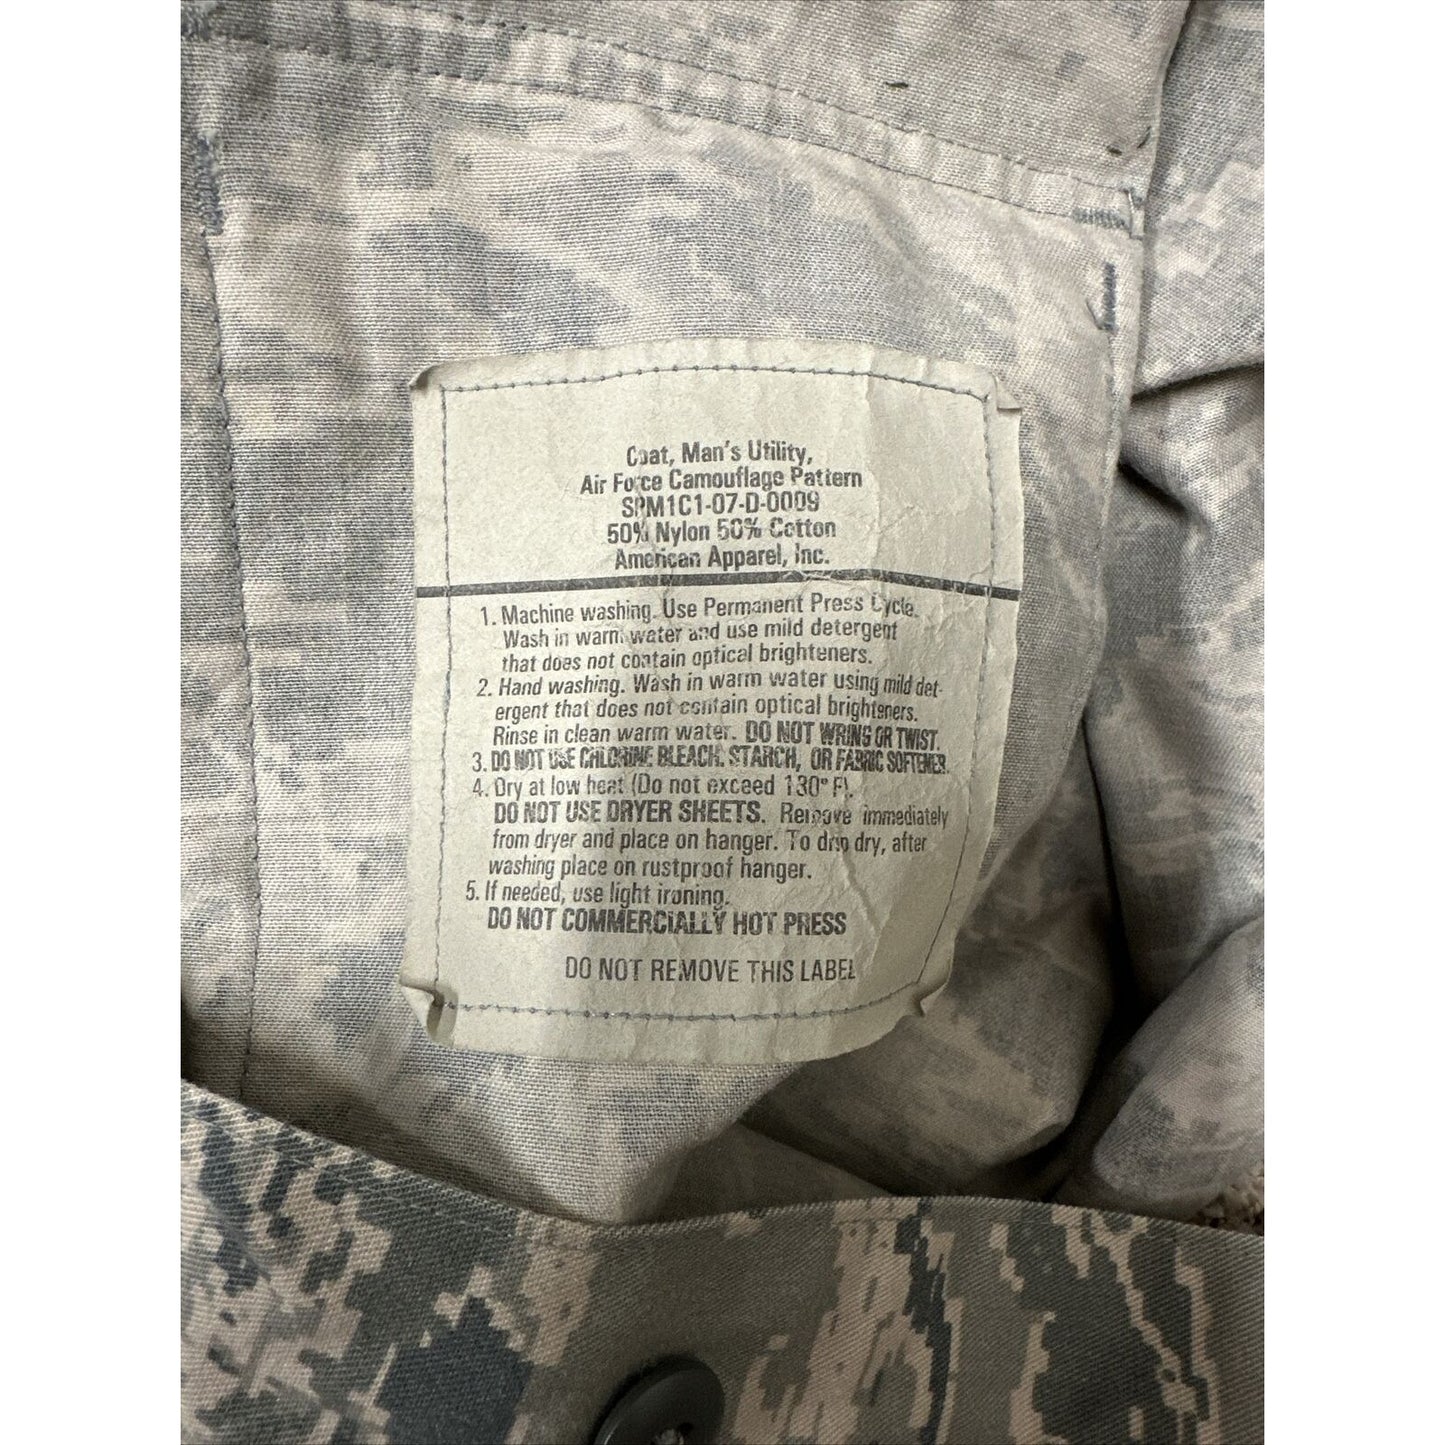 Coat, Man's Utility,
Air Force Camouflage Pattern
SPM1C1-07-D-0009
50% Nylon 50% Cotton
American Apparel, Inc.
1. Machine washing. Use Permanent Press Cycle.
Wash in warm water and use mild detergent
that does not contain optical brighteners.
2. Hand washing. Wash in warm water using mild det-
ergent that does not contain optical brighteners.
Rinse in clean warm water. DO NOT WRING OR TWIST.
3. DO NOT USE CHLORINE BLEACH. STARCH, OR FABRIC SOFTENER.
4. Dry at low heat (Do not exceed 130° F).
DO NOT USE DRYER SHEETS. Remove immediately
from dryer and place on hanger. To drip dry, after
washing place on rustproof hanger.
5. If needed, use light ironing.
DO NOT COMMERCIALLY HOT PRESS
DO NOT REMOVE THIS LABEL